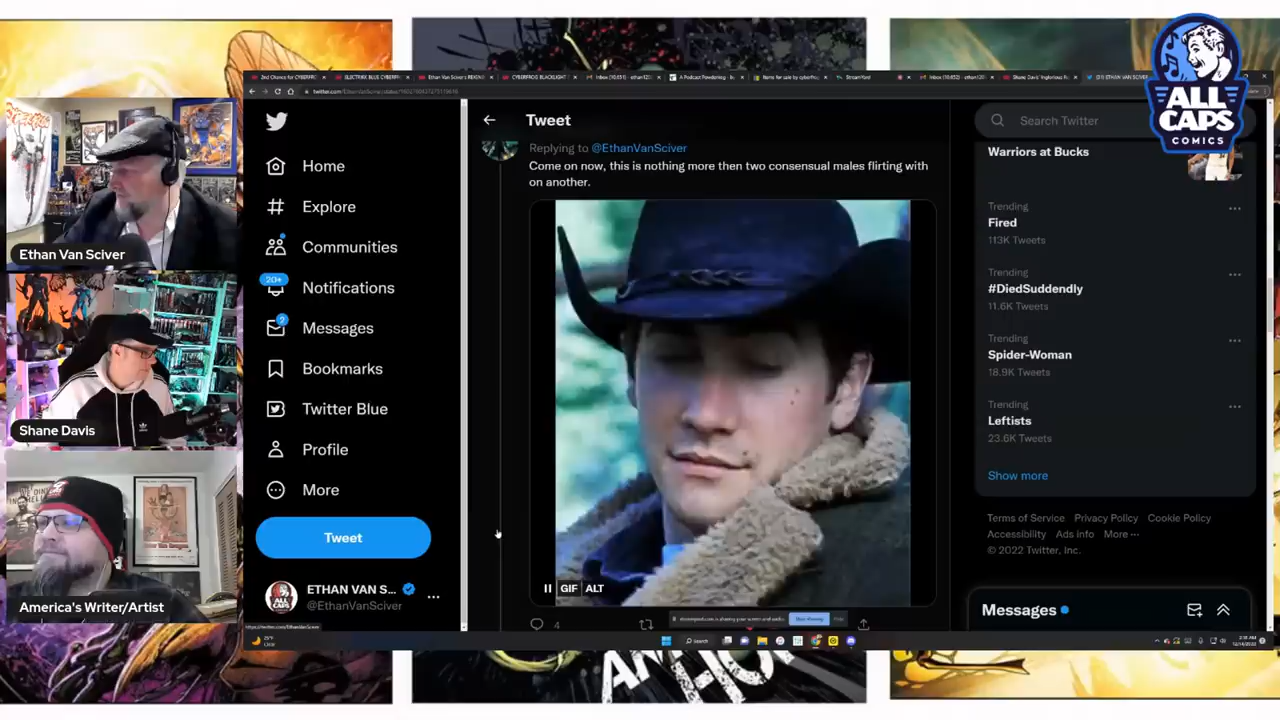 ALL
CAPS
COMICS
Ethan Van Sciver
Shane Davis
America's Writer/Artist
Home
Explore
Communities
20+
Notifications
2
Messages
Bookmarks
Twitter Blue
Profile
More
Tweet
ETHAN VAN S...
@EthanVanSciver
Tweet
Replying to @EthanVanSciver
Come on now, this is nothing more then two consensual males flirting with
on another.
GIF
ALT
4
Search Twitter
Warriors at Bucks
Trending
Fired
113K Tweets
Trending
#DiedSuddendly
11.6K Tweets
Trending
Spider-Woman
18.9K Tweets
Trending
Leftists
23.6K Tweets
Show more
Terms of Service Privacy Policy Cookie Policy
Accessibility Ads info More ...
© 2022 Twitter, Inc.
Messages
Search